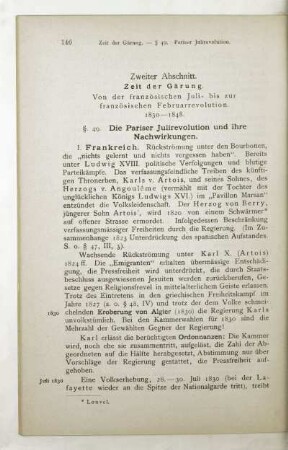 246 Zeit der Gärung. — § 49. Pariser Julirevolution.
Zweiter Abschnitt.
Zeit der Gärung.
Von der französischen Juli- bis zur
französischen Februarrevolution.
1830—1848.
§ 49. Die Pariser Julirevolution und ihre
Nachwirkungen.
I. Frankreich. Rückströmung unter den Bourbonen,
die „nichts gelernt und nichts vergessen haben“. Bereits
unter Ludwig XVIII. politische Verfolgungen und blutige
Parteikämpfe. Das verfassungsfeindliche Treiben des künf-
tigen Thronerben, Karls v. Artois, und seines Sohnes, des
Herzogs v. Angoulême (vermählt mit der Tochter des
unglücklichen Königs Ludwigs XVI.) im „Pavillon Marsan“
entzündet die Volksleidenschaft. Der Herzog von Berry,
jüngerer Sohn Artois', wird 1820 von einem Schwärmer*
auf offener Strasse ermordet. Infolgedessen Beschränkung
verfassungsmässiger Freiheiten durch die Regierung. (Im Zu-
sammenhange 1823 Unterdrückung des spanischen Aufstandes.
S. o. § 47, III, 3).
Wachsende Rückströmung unter Karl X. (Artois)
1824 ff. Die „Emigranten“ erhalten übermässige Entschädi-
gung, die Pressfreiheit wird unterdrückt, die durch Staats-
beschluss ausgewiesenen Jesuiten dürfen zurückkehren, Ge-
setze gegen Religionsfrevel in mittelalterlichem Geiste erlassen.
Trotz des Eintretens in den griechischen Freiheitskampf im
Jahre 1827 (s. o. § 48, IV) und trotz der dem Volke schmei-
1830 chelnden Eroberung von Algier (1830) die Regierung Karls
unvolkstümlich. Bei den Kammerwahlen für 1830 sind die
Mehrzahl der Gewählten Gegner der Regierung!
Karl erlässt die berüchtigten Ordonnanzen: Die Kammer
wird, noch ehe sie zusammentritt, aufgelöst, die Zahl der Ab-
geordneten auf die Hälfte herabgesetzt, Abstimmung nur über
Vorschläge der Regierung gestattet, die Pressfreiheit auf-
gehoben.
Juli 1830 Eine Volkserhebung, 26.—30. Juli 1830 (bei der La-
fayette wieder an die Spitze der Nationalgarde tritt), treibt
* Louvel.